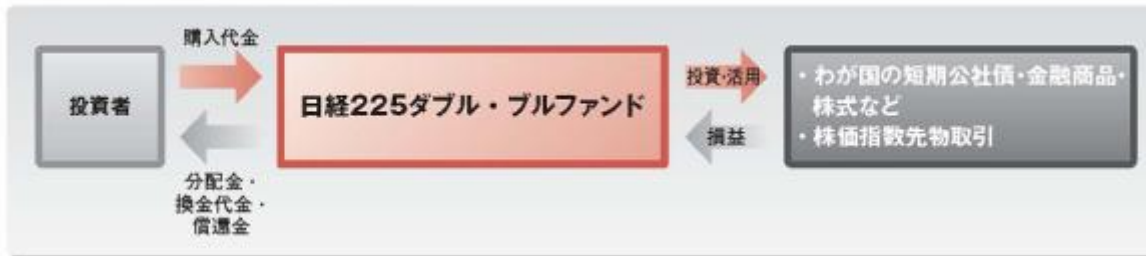 購入代金
投資者
分配金・
換金代金・
償還金
日経225ダブル・ブルファンド
投資・活用
損益
・わが国の短期公社債・金融商品・
株式など
・株価指数先物取引